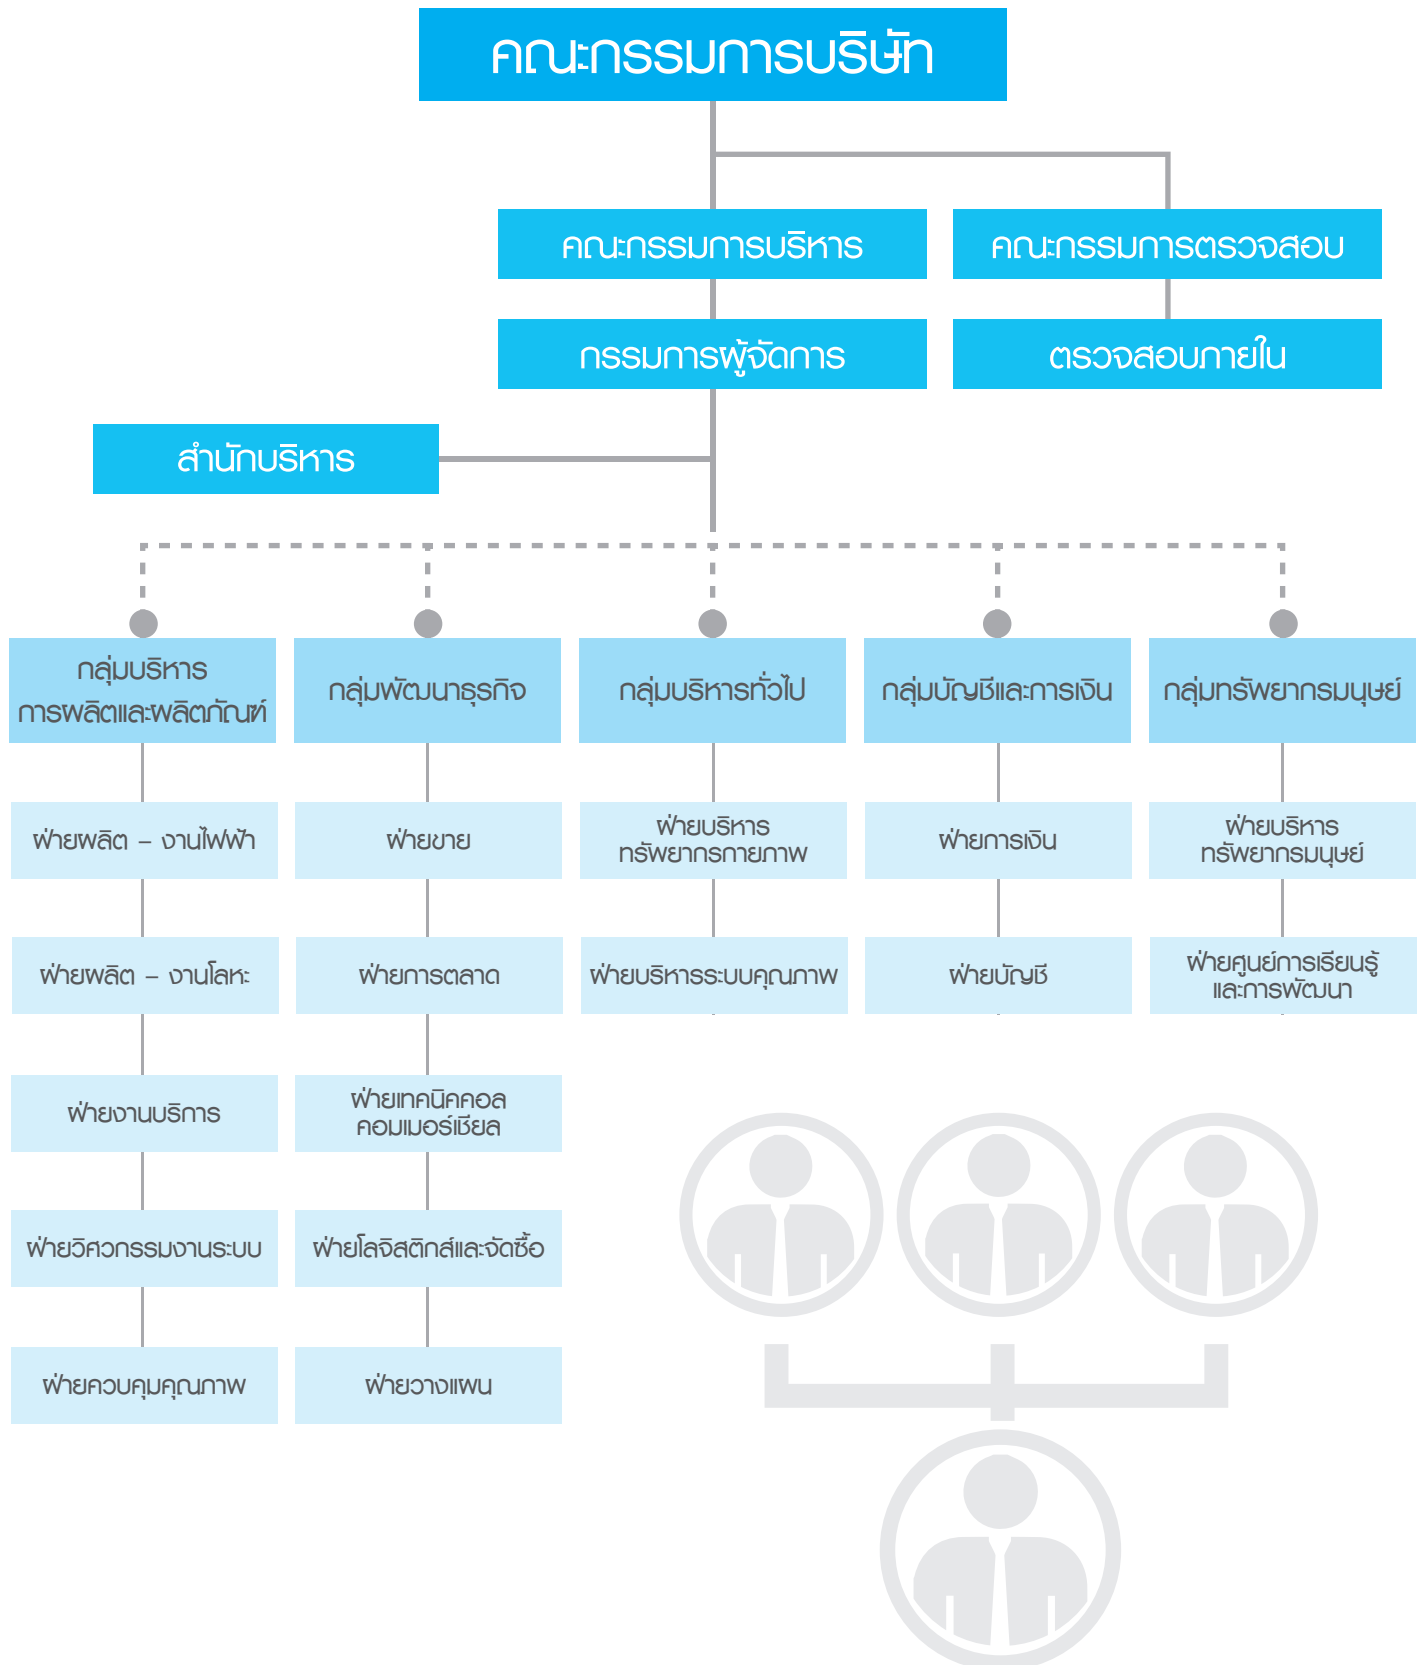 คณะกรรมการบริษัท
คณะกรรมการบริหาร
คณะกรรมการตรวจสอบ
กรรมการผู้จัดการ
ตรวจสอบภายใน
สำนักบริหาร
กลุ่มบริหาร
การผลิตและผลิตภัณฑ์
กลุ่มพัฒนาธุรกิจ
กลุ่มบริหารทั่วไป
กลุ่มบัญชีและการเงิน
กลุ่มทรัพยากรมนุษย์
ฝ่ายผลิต – งานไฟฟ้า
ฝ่ายขาย
ฝ่ายบริหาร
ทรัพยากรกายภาพ
ฝ่ายการเงิน
ฝ่ายบริหาร
ทรัพยากรมนุษย์
ฝ่ายผลิต – งานโลหะ
ฝ่ายการตลาด
ฝ่ายบริหารระบบคุณภาพ
ฝ่ายบัญชี
ฝ่ายศูนย์การเรียนรู้
และการพัฒนา
ฝ่ายงานบริการ
ฝ่ายเทคนิคคอล
คอมเมอร์เชียล
ฝ่ายวิศวกรรมงานระบบ
ฝ่ายโลจิสติกส์และจัดซื้อ
ฝ่ายควบคุมคุณภาพ
ฝ่ายวางแผน